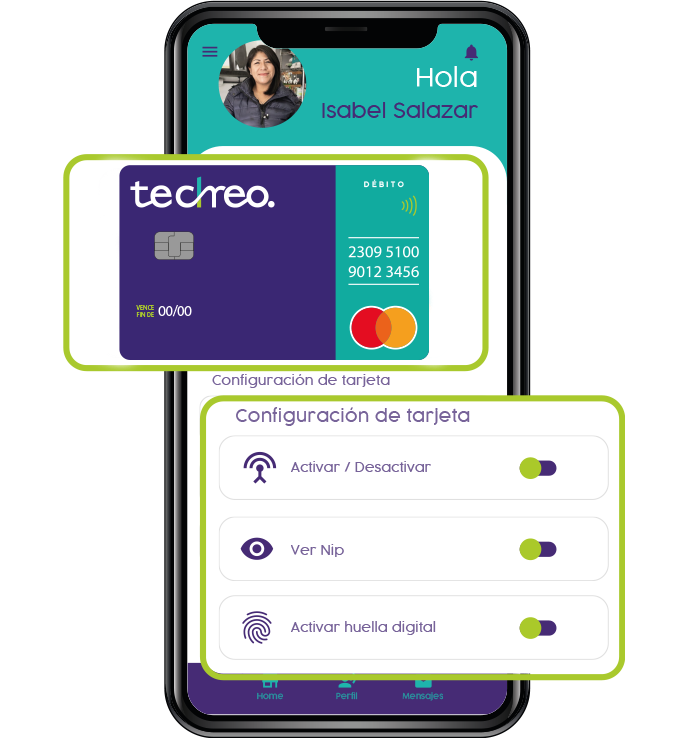 Hola
Isabel Salazar
techreo.
DÉBITO
2309 5100
9012 3456
VENCE
FIN DE 00/00
Configuración de tarjeta
Configuración de tarjeta
Activar / Desactivar
Ver Nip
Activar huella digital
Home Perfil Mensajes